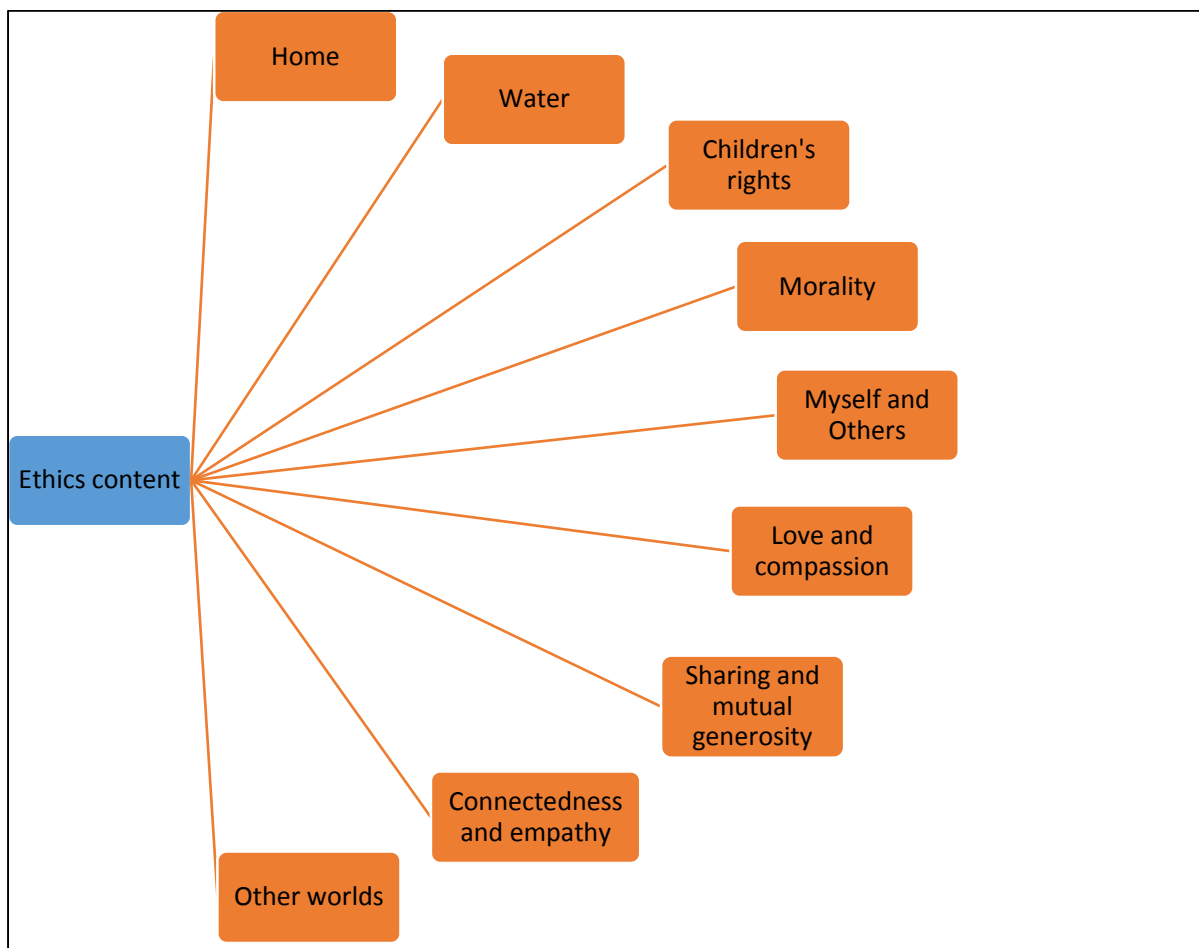 Home
Water
Children's
rights
Morality
Myself and
Others
Ethics content
Love and
compassion
Sharing and
mutual
generosity
Connectedness
and empathy
Other worlds